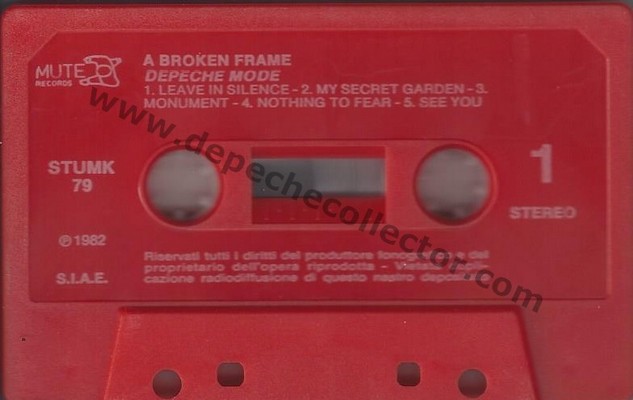 MUTE
RECORDS
A BROKEN FRAME
DEPECHE MODE
1. LEAVE IN SILENCE - 2. MY SECRET GARDEN - 3.
MONUMENT - 4. NOTHING TO FEAR - 5. SEE YOU
STUMK
79
1
STEREO
℗ 1982
S.I.A.E.
Riservati tutti i diritti del produttore e del
proprietario dell'opera riprodotta - 
cazione radiodiffusione di questo nastro
www.depechecollector.com